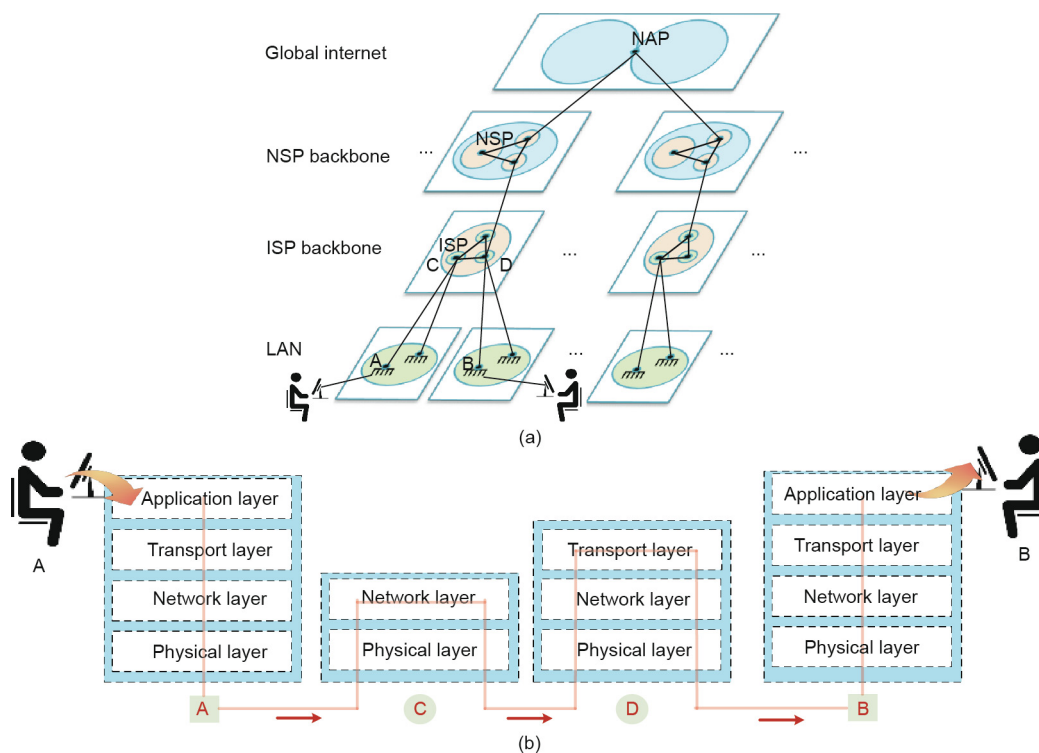 Global internet
NAP
NSP backbone
...
NSP
...
ISP backbone
ISP
C
D
...
...
LAN
A
B
...
...
(a)
Application layer
Transport layer
Network layer
Physical layer
A
Network layer
Physical layer
Transport layer
Network layer
Physical layer
Application layer
Transport layer
Network layer
Physical layer
B
A
C
D
B
(b)